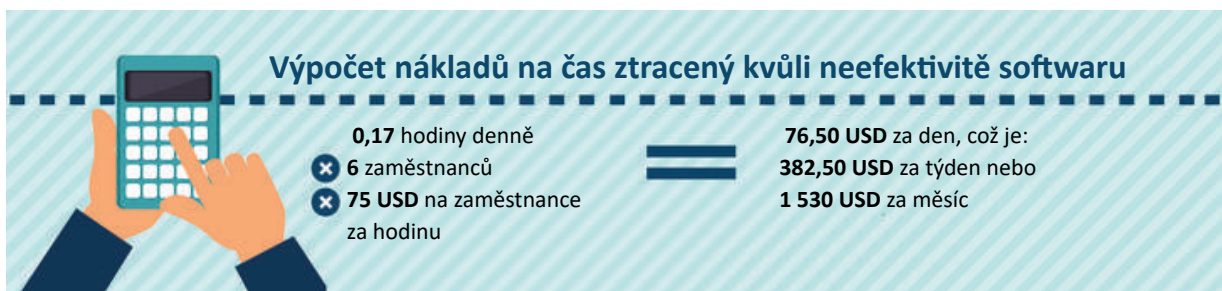 Výpočet nákladů na čas ztracený kvůli neefektivitě softwaru
0,17 hodiny denně
6 zaměstnanců
75 USD na zaměstnance
za hodinu
76,50 USD za den, což je:
382,50 USD za týden nebo
1 530 USD za měsíc